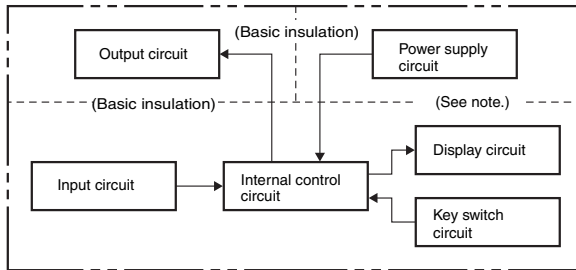 (Basic insulation)
Output circuit
Power supply
circuit
(Basic insulation)
(See note.)
Input circuit
Internal control
circuit
Display circuit
Key switch
circuit